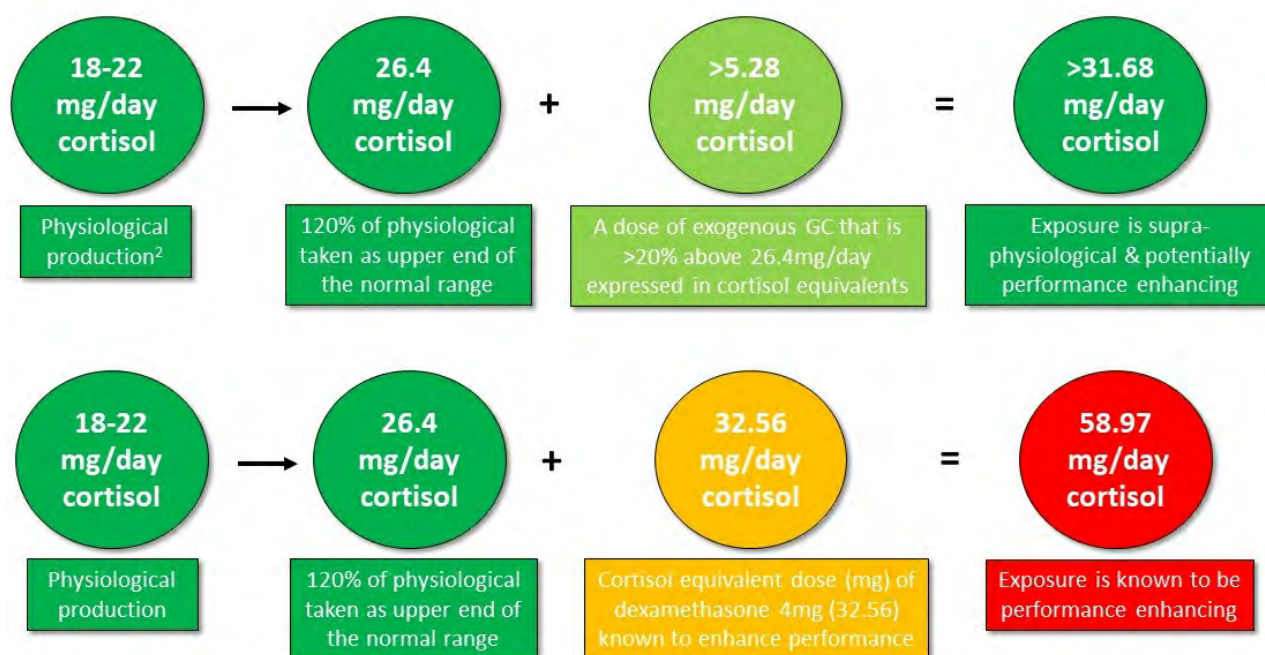 18-22
mg/day
cortisol
26.4
mg/day
cortisol
+
>5.28
mg/day
cortisol
=
>31.68
mg/day
cortisol
Physiological
production²
120% of physiological
taken as upper end of
the normal range
A dose of exogenous GC that is
>20% above 26.4mg/day
expressed in cortisol equivalents
Exposure is supra-
physiological & potentially
performance enhancing
18-22
mg/day
cortisol
26.4
mg/day
cortisol
+
32.56
mg/day
cortisol
=
58.97
mg/day
cortisol
Physiological
production
120% of physiological
taken as upper end of
the normal range
Cortisol equivalent dose (mg) of
dexamethasone 4mg (32.56)
known to enhance performance
Exposure is known to be
performance enhancing